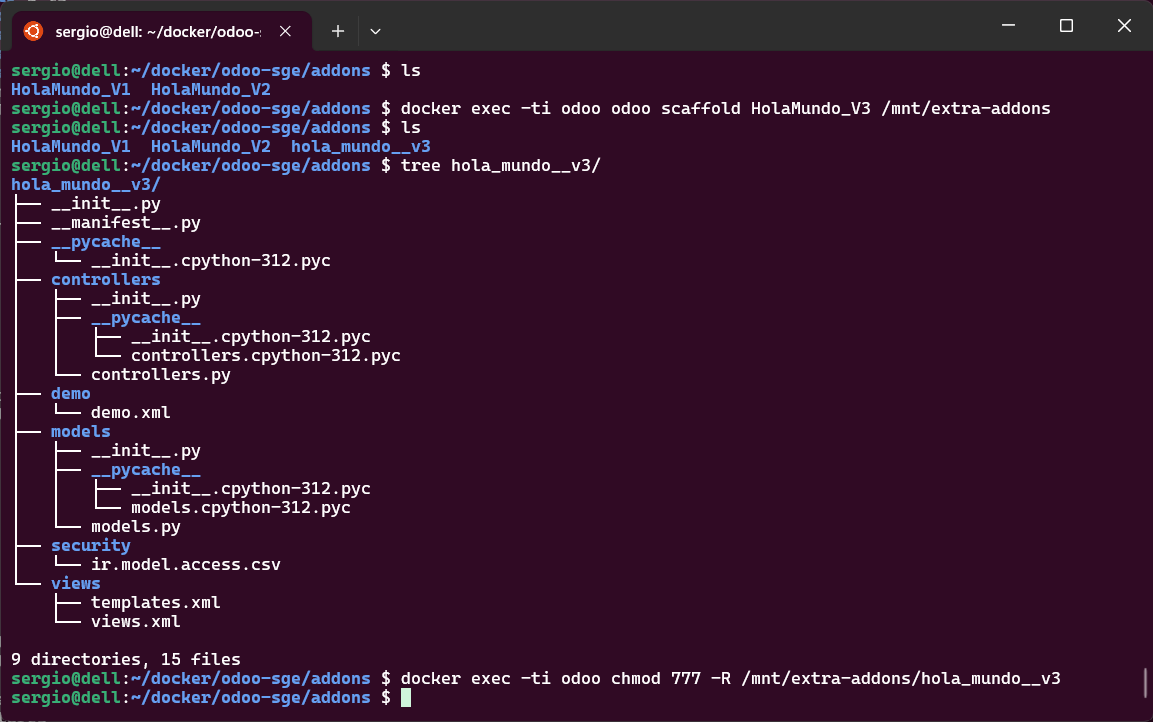 sergio@dell: ~/docker/odoo-s
sergio@dell:~/docker/odoo-sge/addons $ ls
HolaMundo_V1  HolaMundo_V2
sergio@dell:~/docker/odoo-sge/addons $ docker exec -ti odoo odoo scaffold HolaMundo_V3 /mnt/extra-addons
sergio@dell:~/docker/odoo-sge/addons $ ls
HolaMundo_V1  HolaMundo_V2  hola_mundo__v3
sergio@dell:~/docker/odoo-sge/addons $ tree hola_mundo__v3/
hola_mundo__v3/
├── __init__.py
├── __manifest__.py
├── __pycache__
│   └── __init__.cpython-312.pyc
├── controllers
│   ├── __init__.py
│   ├── __pycache__
│   │   ├── __init__.cpython-312.pyc
│   │   └── controllers.cpython-312.pyc
│   └── controllers.py
├── demo
│   └── demo.xml
├── models
│   ├── __init__.py
│   ├── __pycache__
│   │   ├── __init__.cpython-312.pyc
│   │   └── models.cpython-312.pyc
│   └── models.py
├── security
│   └── ir.model.access.csv
└── views
    ├── templates.xml
    └── views.xml
9 directories, 15 files
sergio@dell:~/docker/odoo-sge/addons $ docker exec -ti odoo chmod 777 -R /mnt/extra-addons/hola_mundo__v3
sergio@dell:~/docker/odoo-sge/addons $